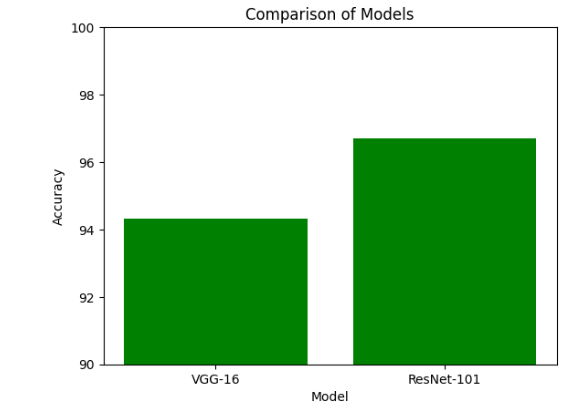 Comparison of Models
100
98
96
94
92
90
Accuracy
VGG-16 ResNet-101
Model